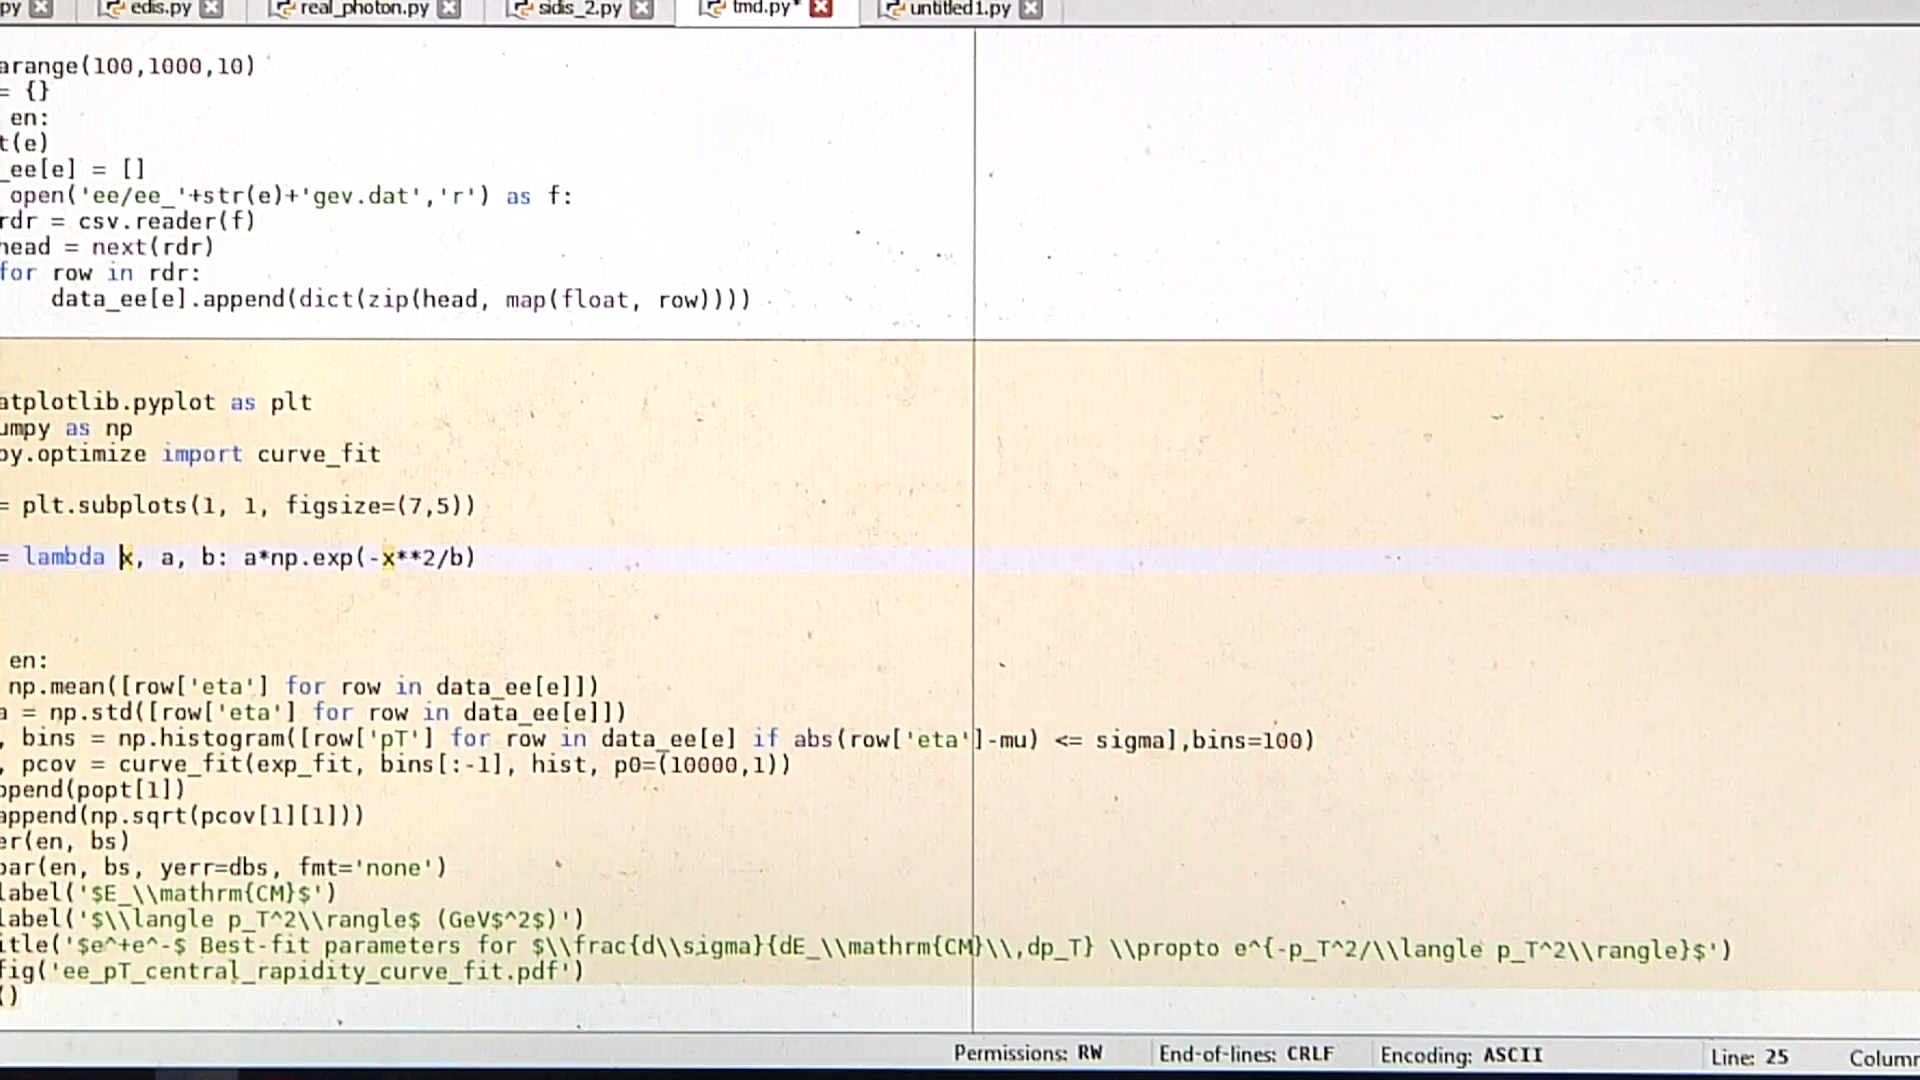 py edis.py real_photon.py sidis_2.py tmd.py* untitled1.py
arange(100,1000,10)
= {}
en:
t(e)
_ee[e] = []
open('ee/ee_'+str(e)+'gev.dat','r') as f:
rdr = csv.reader(f)
head = next(rdr)
for row in rdr:
data_ee[e].append(dict(zip(head, map(float, row))))
atplotlib.pyplot as plt
umpy as np
py.optimize import curve_fit
= plt.subplots(1, 1, figsize=(7,5))
= lambda x, a, b: a*np.exp(-x**2/b)
en:
np.mean([row['eta'] for row in data_ee[e]])
a = np.std([row['eta'] for row in data_ee[e]])
, bins = np.histogram([row['pT'] for row in data_ee[e] if abs(row['eta']-mu) <= sigma],bins=100)
, pcov = curve_fit(exp_fit, bins[:-1], hist, p0=(10000,1))
ppend(popt[1])
append(np.sqrt(pcov[1][1]))
er(en, bs)
bar(en, bs, yerr=dbs, fmt='none')
label('$E_\\mathrm{CM}$')
label('$\\langle p_T^2\\rangle$ (GeV$^2$)')
itle('$e^+e^-$ Best-fit parameters for $\\frac{d\\sigma}{dE_\\mathrm{CM}\\,dp_T} \\propto e^{-p_T^2/\\langle p_T^2\\rangle}$')
fig('ee_pT_central_rapidity_curve_fit.pdf')
()
Permissions: RW End-of-lines: CRLF Encoding: ASCII Line: 25 Column